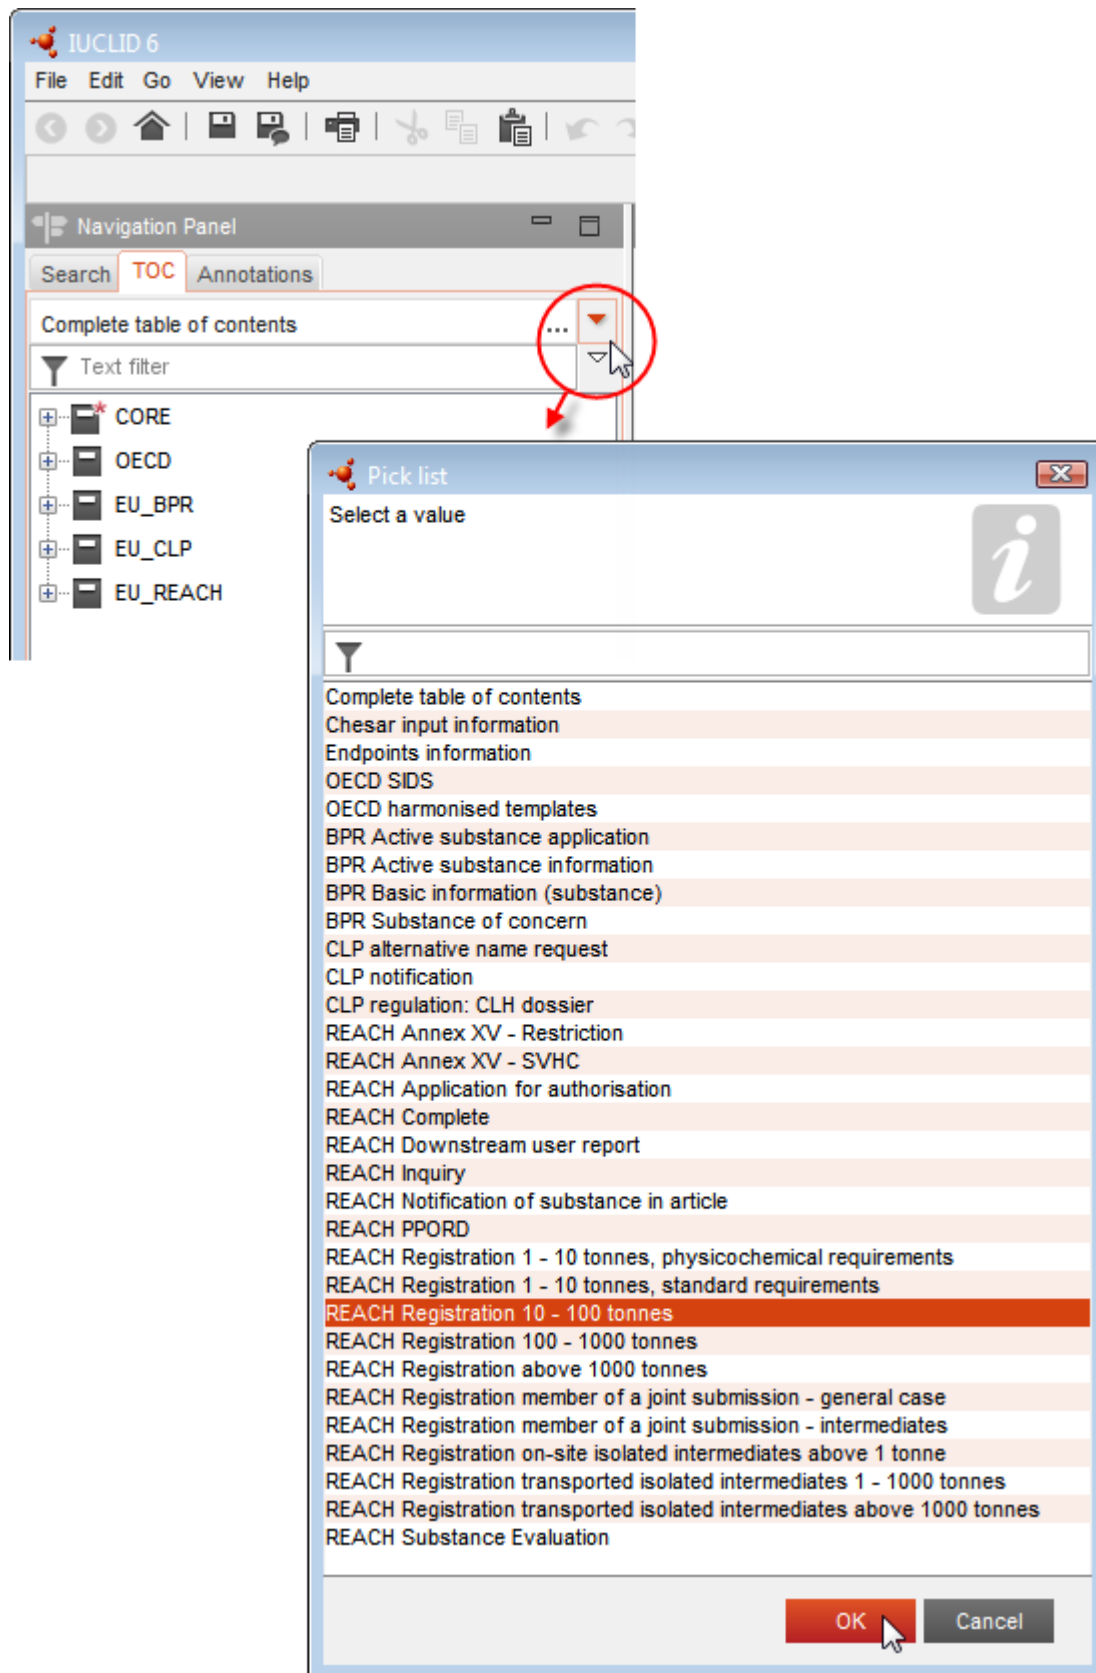 IUCLID 6
File Edit Go View Help
Navigation Panel
Search TOC Annotations
Complete table of contents ...
Text filter
CORE
OECD
EU_BPR
EU_CLP
EU_REACH
Pick list
Select a value
Complete table of contents
Chesar input information
Endpoints information
OECD SIDS
OECD harmonised templates
BPR Active substance application
BPR Active substance information
BPR Basic information (substance)
BPR Substance of concern
CLP alternative name request
CLP notification
CLP regulation: CLH dossier
REACH Annex XV - Restriction
REACH Annex XV - SVHC
REACH Application for authorisation
REACH Complete
REACH Downstream user report
REACH Inquiry
REACH Notification of substance in article
REACH PPORD
REACH Registration 1 - 10 tonnes, physicochemical requirements
REACH Registration 1 - 10 tonnes, standard requirements
REACH Registration 10 - 100 tonnes
REACH Registration 100 - 1000 tonnes
REACH Registration above 1000 tonnes
REACH Registration member of a joint submission - general case
REACH Registration member of a joint submission - intermediates
REACH Registration on-site isolated intermediates above 1 tonne
REACH Registration transported isolated intermediates 1 - 1000 tonnes
REACH Registration transported isolated intermediates above 1000 tonnes
REACH Substance Evaluation
OK Cancel